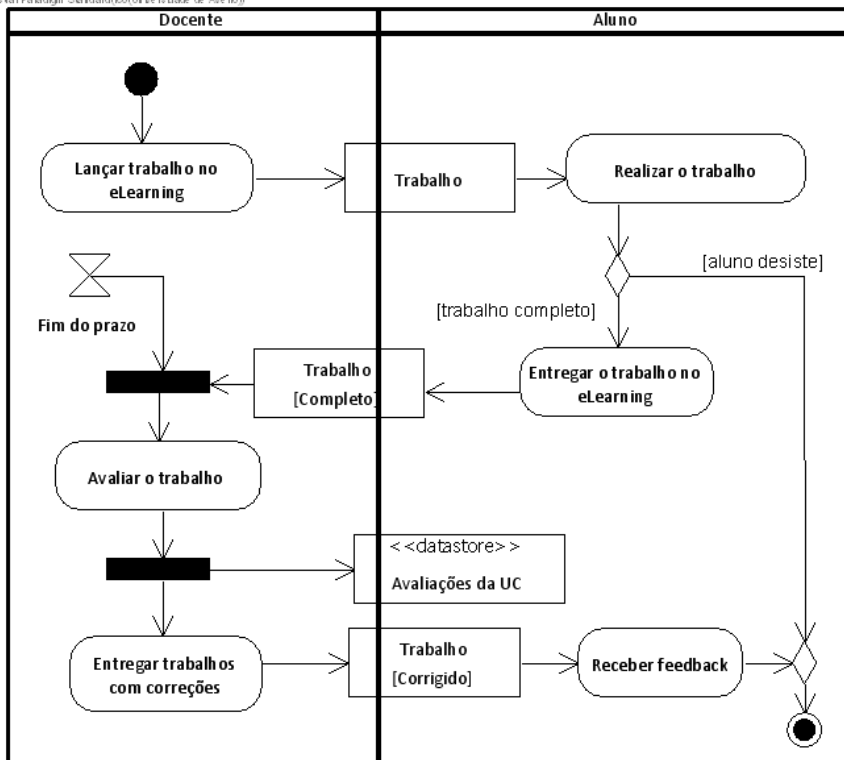 Docente
Aluno
Lançar trabalho no
eLearning
Trabalho
Realizar o trabalho
[aluno desiste]
Fim do prazo
[trabalho completo]
Trabalho
[Completo]
Entregar o trabalho no
eLearning
Avaliar o trabalho
<<datastore>>
Avaliações da UC
Entregar trabalhos
com correções
Trabalho
[Corrigido]
Receber feedback